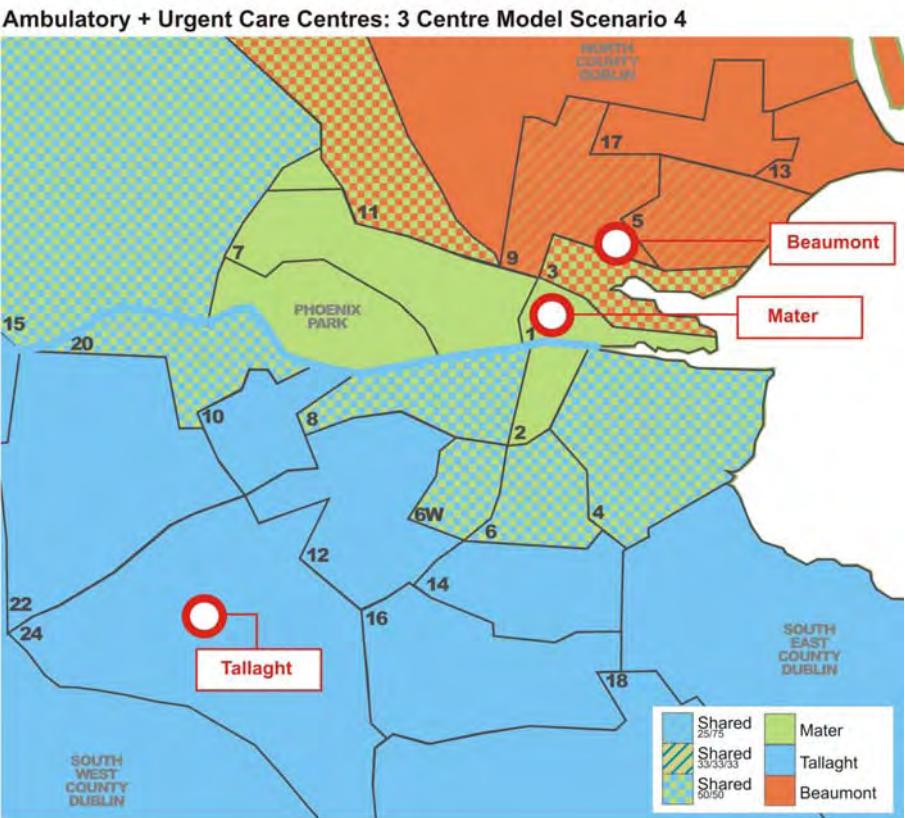 Ambulatory + Urgent Care Centres: 3 Centre Model Scenario 4
NORTH
COUNTY
DUBLIN
17
13
11
5
9
3
7
Beaumont
PHOENIX
PARK
Mater
1
15
20
10
8
2
6W
6
4
12
14
22
24
16
Tallaght
SOUTH
EAST
COUNTY
DUBLIN
18
SOUTH
WEST
COUNTY
DUBLIN
Shared
25/75
Shared
33/33/33
Shared
50/50
Mater
Tallaght
Beaumont